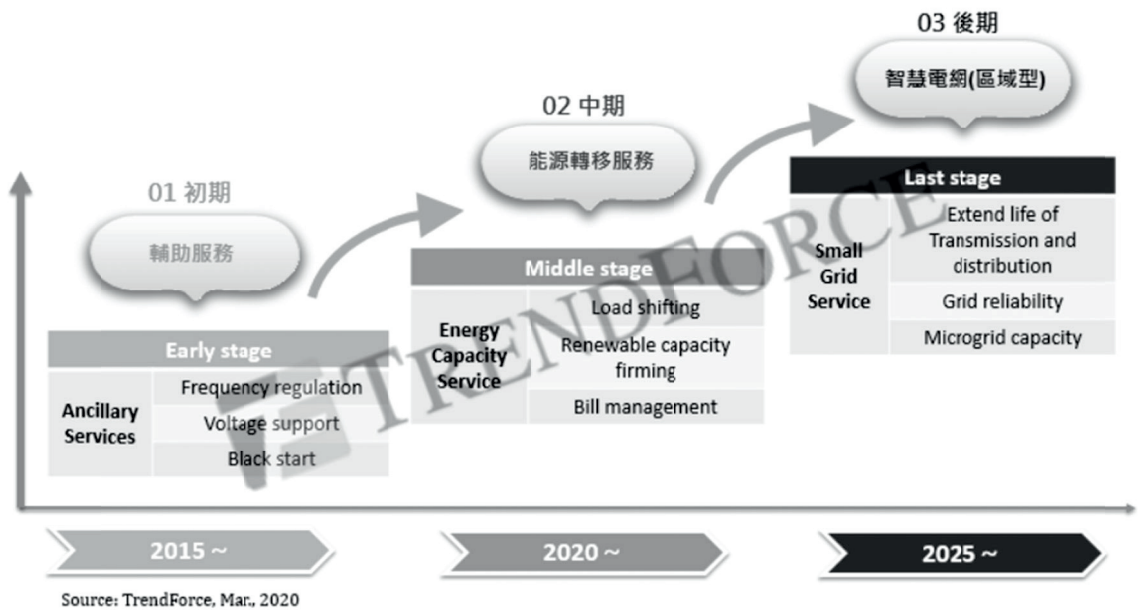 03 後期
智慧電網(區域型)
02 中期
能源轉移服務
01 初期
輔助服務
Last stage
Small
Grid
Service
Extend life of
Transmission and
distribution
Grid reliability
Microgrid capacity
Middle stage
Energy
Capacity
Service
Load shifting
Renewable capacity
firming
Bill management
Early stage
Ancillary
Services
Frequency regulation
Voltage support
Black start
TRENDFORCE
2015 ~
2020 ~
2025 ~
Source: TrendForce, Mar., 2020